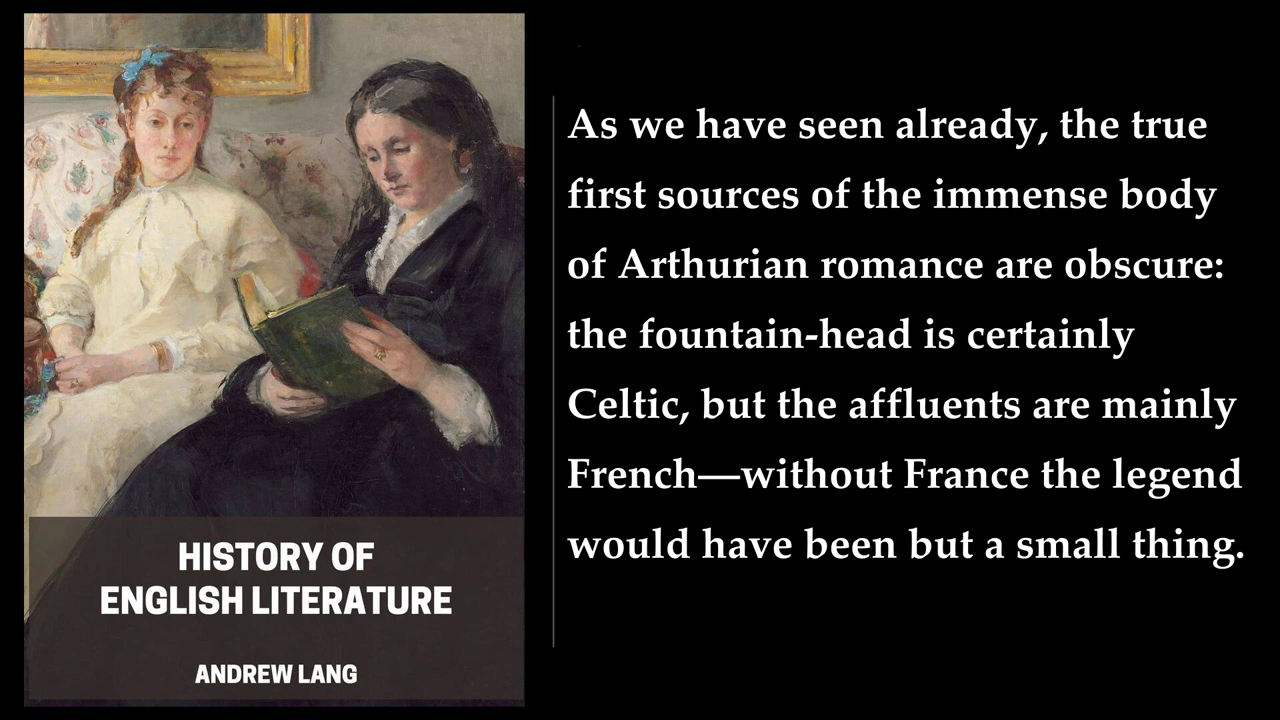 HISTORY OF
ENGLISH LITERATURE
ANDREW LANG
As we have seen already, the true
first sources of the immense body
of Arthurian romance are obscure:
the fountain-head is certainly
Celtic, but the affluents are mainly
French—without France the legend
would have been but a small thing.